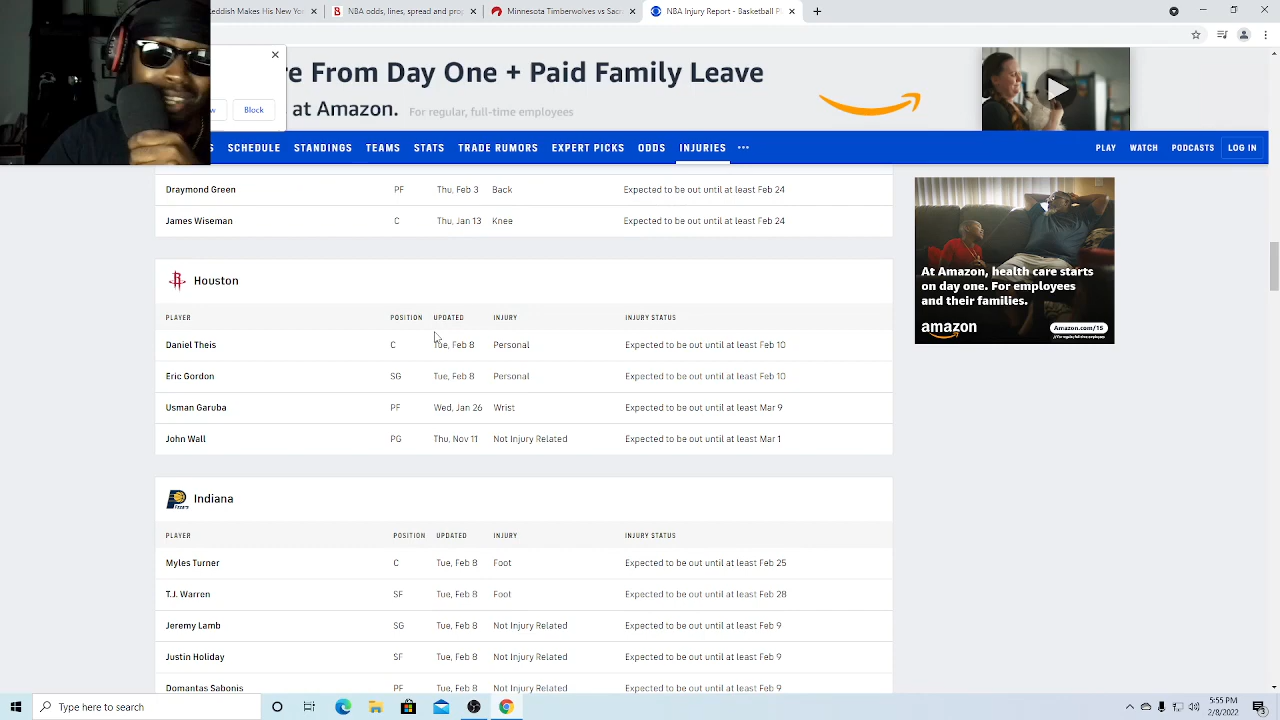 eddish Makes His New Yo
NBA odds, lines, spread and pro
Minnesota Timberwolves vs Sac
NBA Injury Report - Basketball P
re From Day One + Paid Family Leave
at Amazon. For regular, full-time employees
Block
SCHEDULE STANDINGS TEAMS STATS TRADE RUMORS EXPERT PICKS ODDS INJURIES ••• PLAY WATCH PODCASTS LOG IN
Draymond Green PF Thu, Feb 3 Back Expected to be out until at least Feb 24
James Wiseman C Thu, Jan 13 Knee Expected to be out until at least Feb 24
Houston
PLAYER POSITION UPDATED INJURY INJURY STATUS
Daniel Theis Tue, Feb 8 Personal Expected to be out until at least Feb 10
Eric Gordon SG Tue, Feb 8 Personal Expected to be out until at least Feb 10
Usman Garuba PF Wed, Jan 26 Wrist Expected to be out until at least Mar 9
John Wall PG Thu, Nov 11 Not Injury Related Expected to be out until at least Mar 1
Indiana
PLAYER POSITION UPDATED INJURY INJURY STATUS
Myles Turner C Tue, Feb 8 Foot Expected to be out until at least Feb 25
T.J. Warren SF Tue, Feb 8 Foot Expected to be out until at least Feb 28
Jeremy Lamb SG Tue, Feb 8 Not Injury Related Expected to be out until at least Feb 9
Justin Holiday SF Tue, Feb 8 Not Injury Related Expected to be out until at least Feb 9
Domantas Sabonis PF Tue, Feb 8 Not Injury Related Expected to be out until at least Feb 9
At Amazon, health care starts
on day one. For employees
and their families.
amazon
Amazon.com/15
Type here to search
5:55 PM
2/8/2022